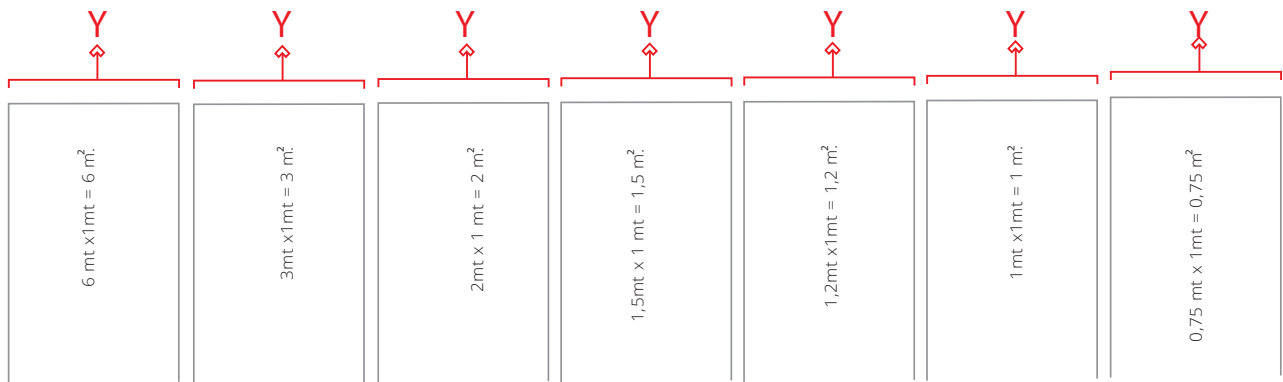 Y
Y
Y
Y
Y
Y
Y
6 mt x1mt = 6 m².
3mt x1mt = 3 m².
2mt x 1 mt = 2 m².
1,5mt x 1 mt = 1,5 m².
1,2mt x1mt = 1,2 m².
1mt x1mt = 1 m².
0,75 mt x 1mt = 0,75 m²